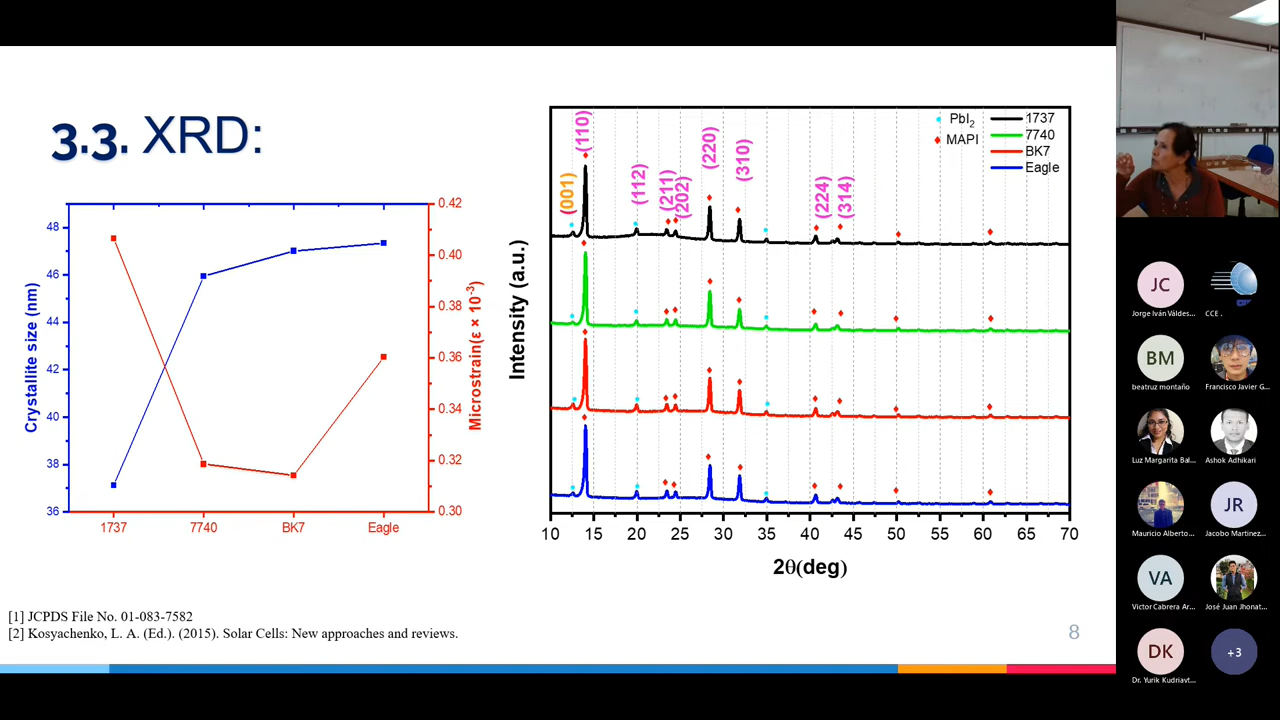 3.3. XRD:
Crystallite size (nm)
48
46
44
42
40
38
36
0.42
0.40
0.38
0.36
0.34
0.32
0.30
Microstrain(ε × 10⁻³)
1737 7740 BK7 Eagle
Intensity (a.u.)
(001)
(110)
(112)
(211)
(202)
(220)
(310)
(224)
(314)
PbI₂
MAPI
1737
7740
BK7
Eagle
10 15 20 25 30 35 40 45 50 55 60 65 70
2θ(deg)
[1] JCPDS File No. 01-083-7582
[2] Kosyachenko, L. A. (Ed.). (2015). Solar Cells: New approaches and reviews.
8
JC
Jorge Iván Váldes...
CCE .
BM
beatruz montaño
Francisco Javier G...
Luz Margarita Bal...
Ashok Adhikari
Mauricio Alberto...
JR
Jacobo Martinez...
VA
Victor Cabrera Ar...
José Juan Jhonat...
DK
Dr. Yurik Kudriavt...
+3